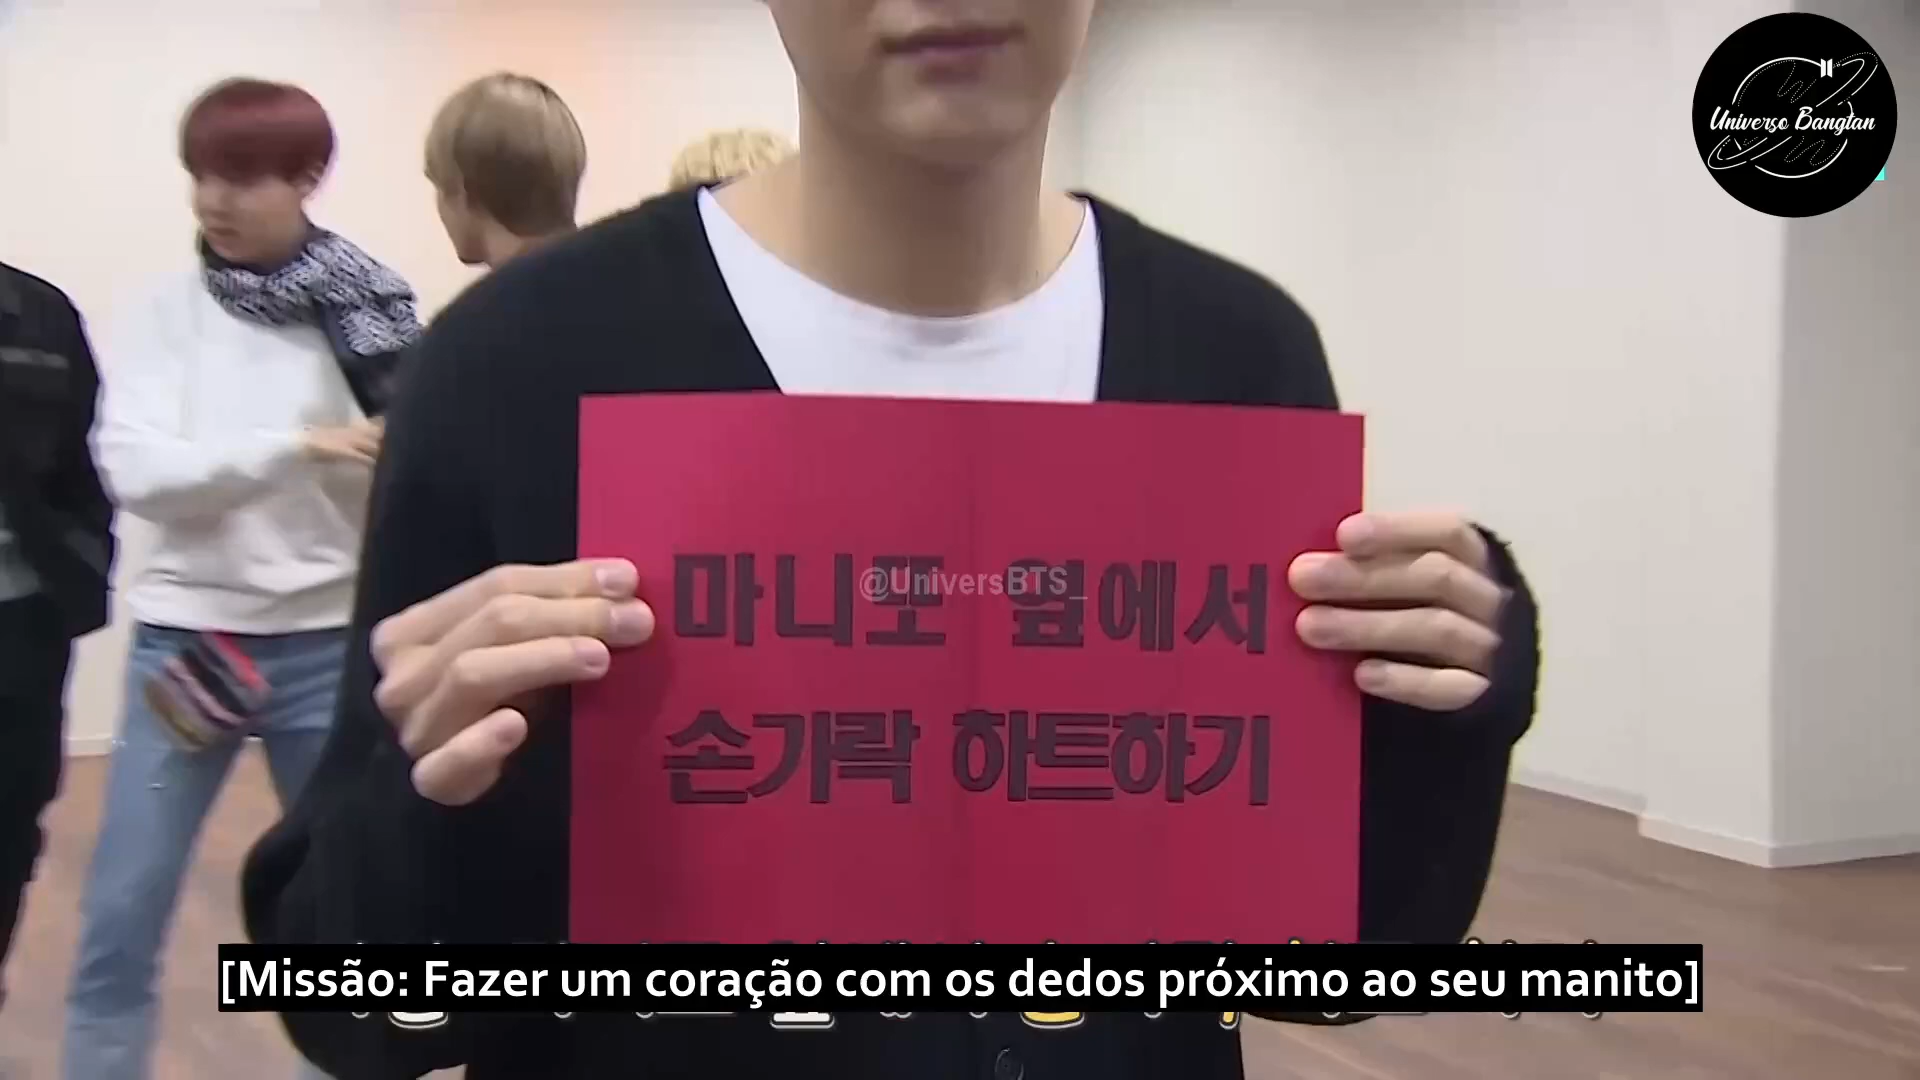 Universo Bangtan
마니또 옆에서
@UniversBTS_
손가락 하트하기
[Missão: Fazer um coração com os dedos próximo ao seu manito]